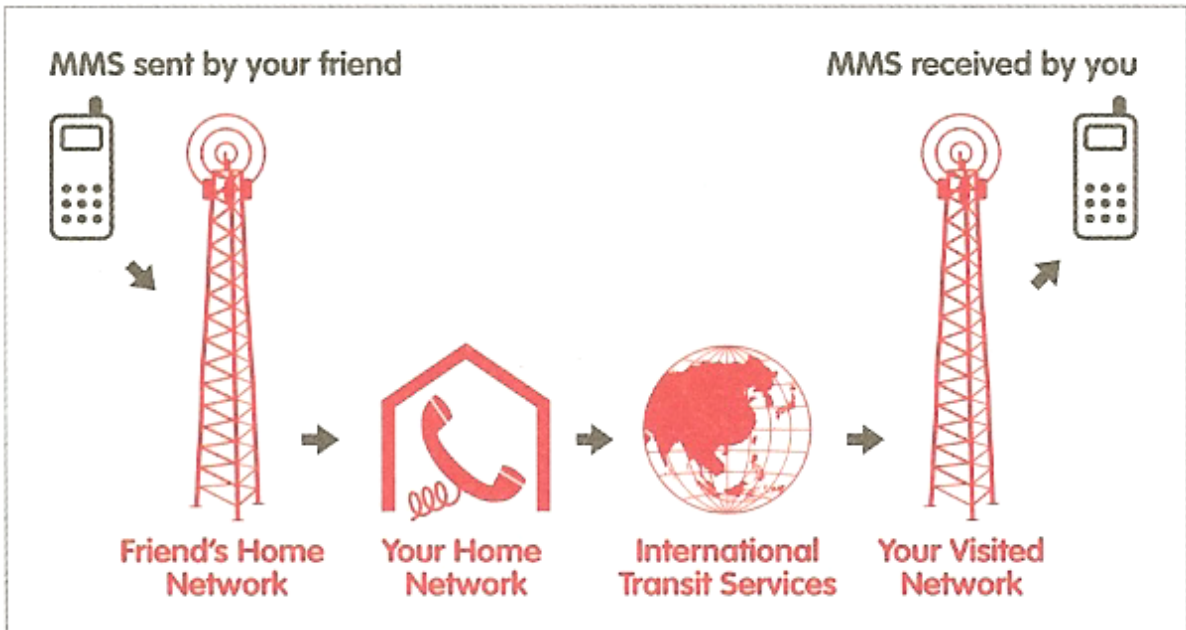 MMS sent by your friend
MMS received by you
Friend's Home
Network
Your Home
Network
International
Transit Services
Your Visited
Network